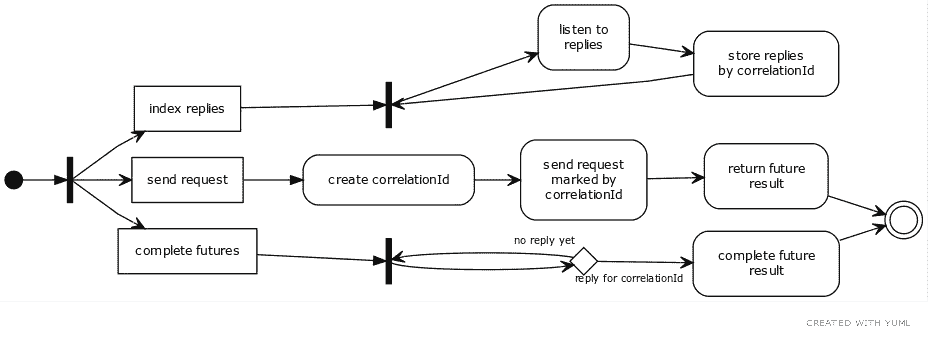 listen to
replies
store replies
by correlationId
index replies
send request
create correlationId
send request
marked by
correlationId
return future
result
complete futures
no reply yet
reply for correlationId
complete future
result
CREATED WITH YUML